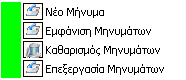 Νέο Μήνυμα
Εμφάνιση Μηνυμάτων
Καθαρισμός Μηνυμάτων
Επεξεργασία Μηνυμάτων